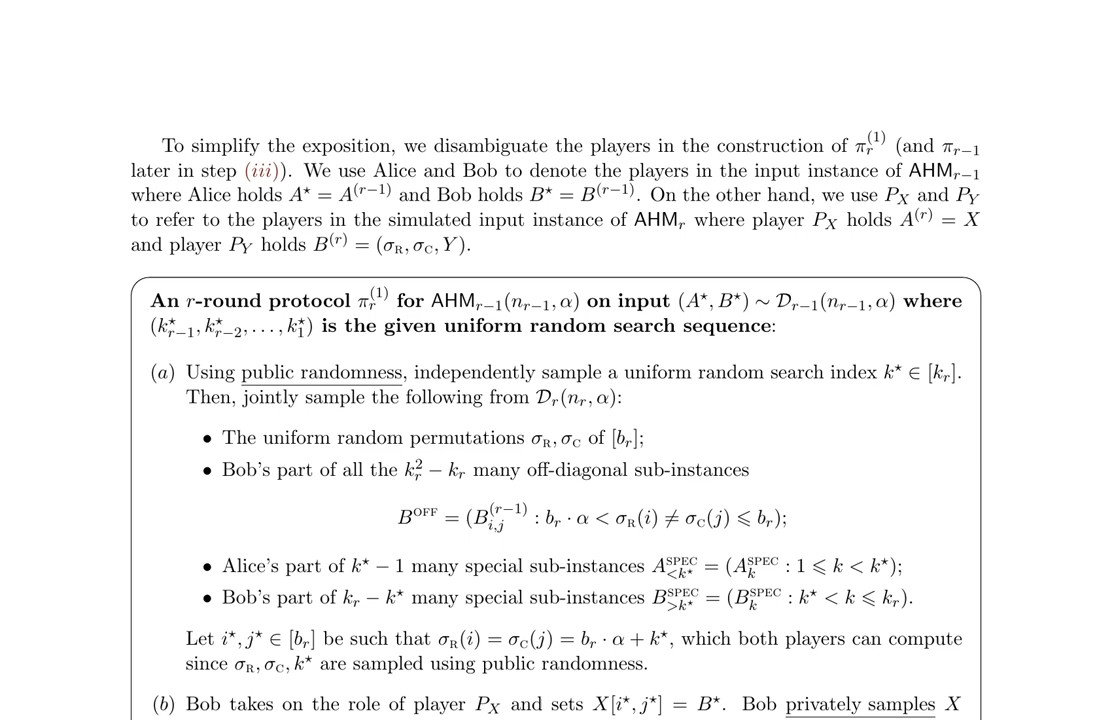 To simplify the exposition, we disambiguate the players in the construction of π_r^{(1)} (and π_{r−1}
later in step (iii)). We use Alice and Bob to denote the players in the input instance of AHM_{r−1}
where Alice holds A^⋆ = A^{(r−1)} and Bob holds B^⋆ = B^{(r−1)}. On the other hand, we use P_X and P_Y
to refer to the players in the simulated input instance of AHM_r where player P_X holds A^{(r)} = X
and player P_Y holds B^{(r)} = (σ_R, σ_C, Y).
An r-round protocol π_r^{(1)} for AHM_{r−1}(n_{r−1}, α) on input (A^⋆, B^⋆) ∼ 𝒟_{r−1}(n_{r−1}, α) where
(k^⋆_{r−1}, k^⋆_{r−2}, . . . , k^⋆_1) is the given uniform random search sequence:
(a) Using public randomness, independently sample a uniform random search index k^⋆ ∈ [k_r].
Then, jointly sample the following from 𝒟_r(n_r, α):
• The uniform random permutations σ_R, σ_C of [b_r];
• Bob's part of all the k_r^2 − k_r many off-diagonal sub-instances
B^{OFF} = (B_{i,j}^{(r−1)} : b_r · α < σ_R(i) ≠ σ_C(j) ⩽ b_r);
• Alice's part of k^⋆ − 1 many special sub-instances A^{SPEC}_{<k^⋆} = (A^{SPEC}_k : 1 ⩽ k < k^⋆);
• Bob's part of k_r − k^⋆ many special sub-instances B^{SPEC}_{>k^⋆} = (B^{SPEC}_k : k^⋆ < k ⩽ k_r).
Let i^⋆, j^⋆ ∈ [b_r] be such that σ_R(i) = σ_C(j) = b_r · α + k^⋆, which both players can compute
since σ_R, σ_C, k^⋆ are sampled using public randomness.
(b) Bob takes on the role of player P_X and sets X[i^⋆, j^⋆] = B^⋆. Bob privately samples X